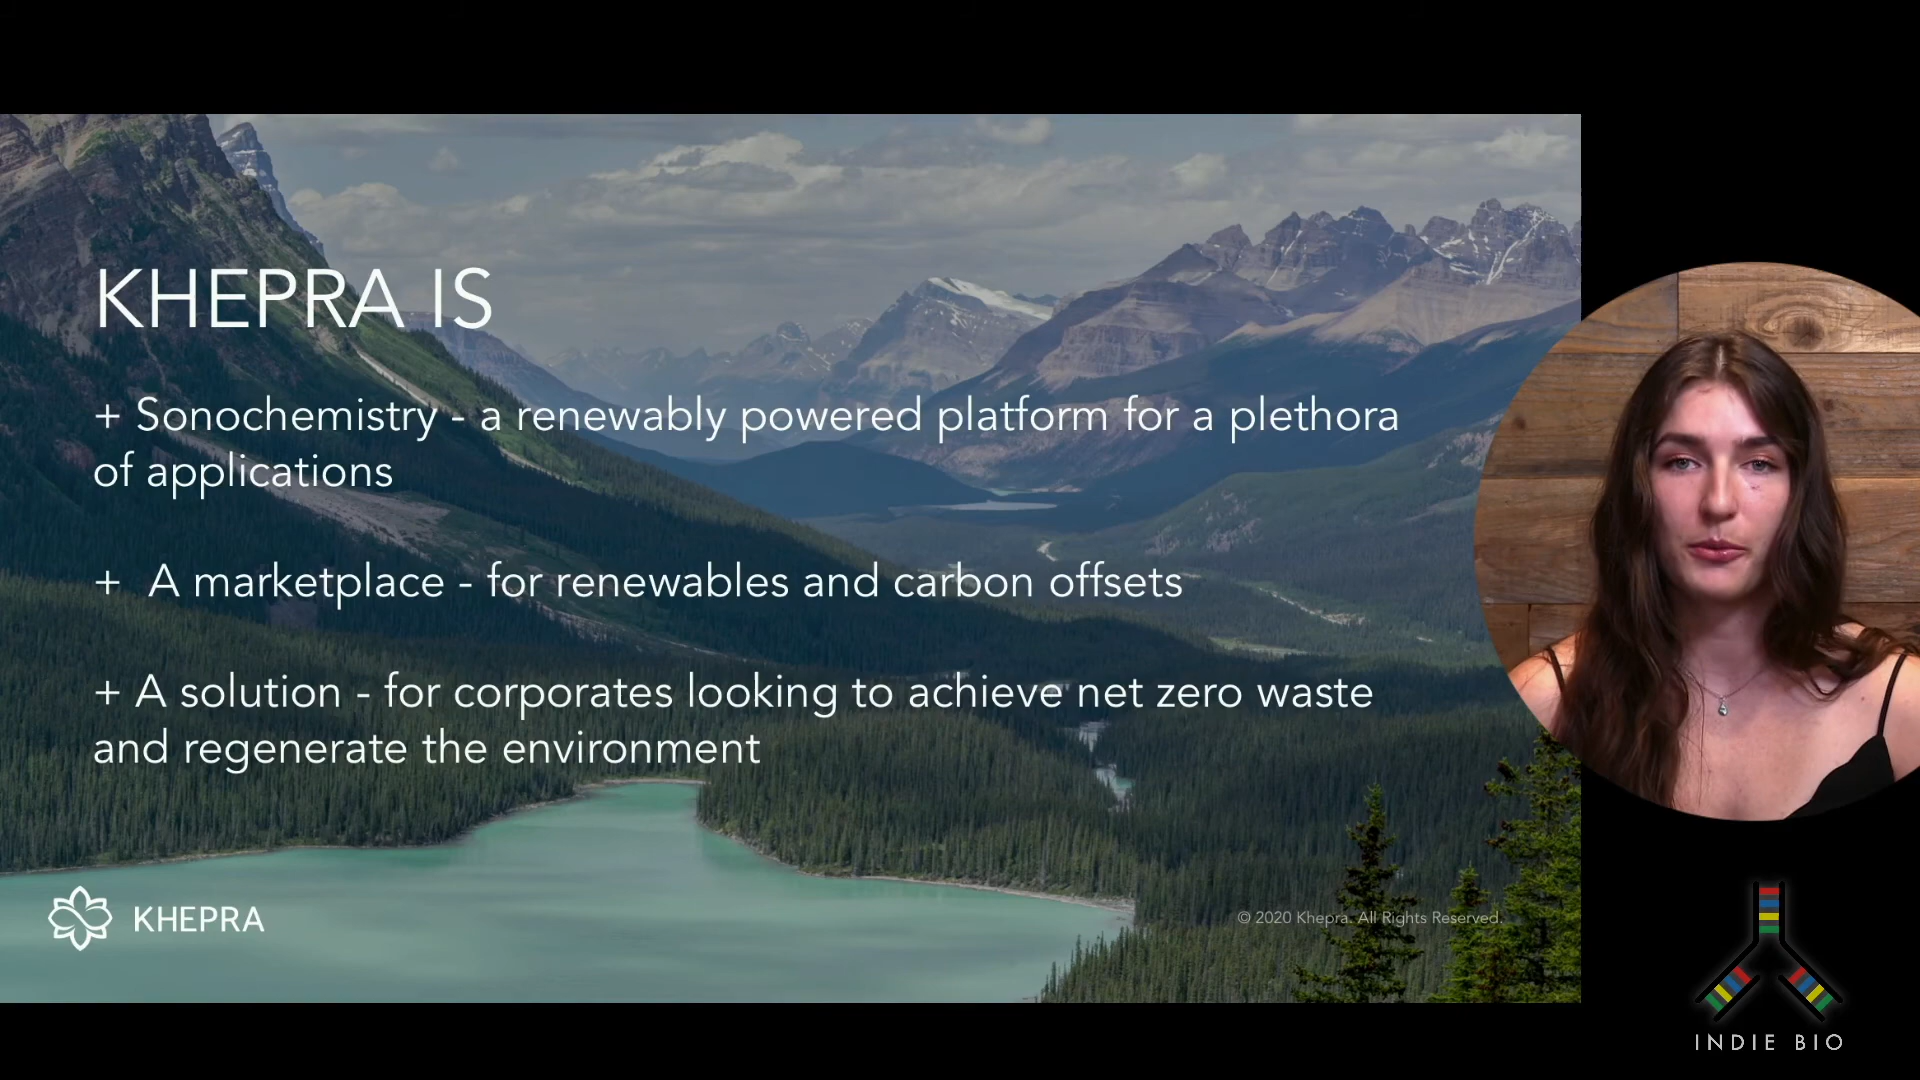 KHEPRA IS
+ Sonochemistry - a renewably powered platform for a plethora
of applications
+ A marketplace - for renewables and carbon offsets
+ A solution - for corporates looking to achieve net zero waste
and regenerate the environment
KHEPRA
© 2020 Khepra. All Rights Reserved.
INDIE BIO